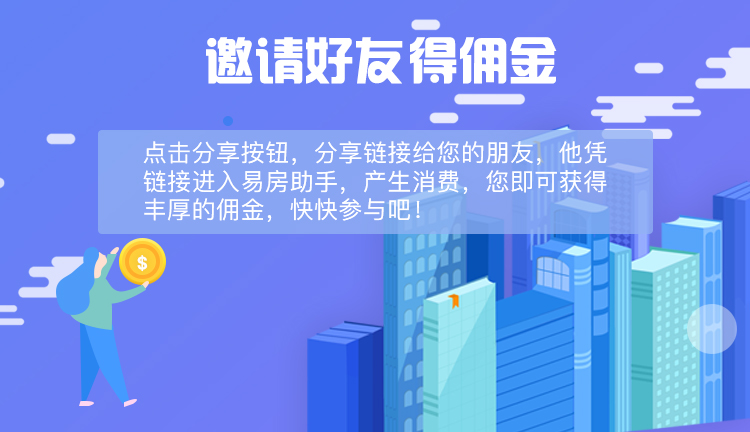 邀请好友得佣金
点击分享按钮，分享链接给您的朋友，他凭
链接进入易房助手，产生消费，您即可获得
丰厚的佣金，快快参与吧！
$